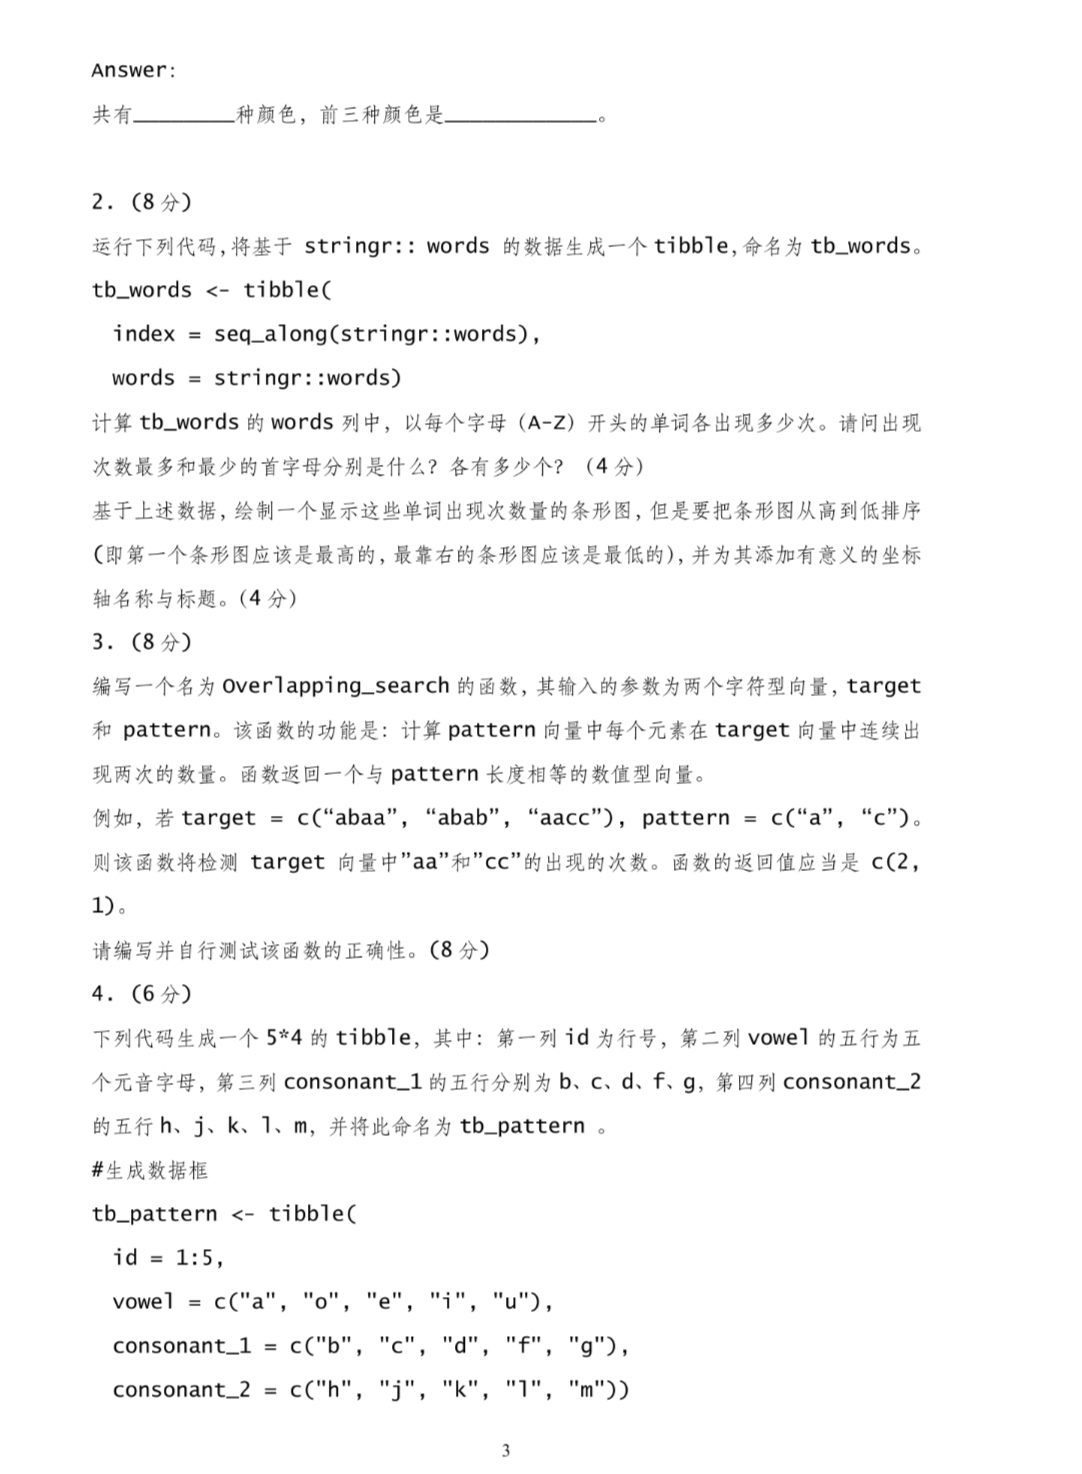 Answer:
共有__________种颜色，前三种颜色是_______________。
2. (8 分)
运行下列代码,将基于 stringr:: words 的数据生成一个 tibble,命名为 tb_words。
tb_words <- tibble(
index = seq_along(stringr::words),
words = stringr::words)
计算 tb_words 的 words 列中，以每个字母（A-Z）开头的单词各出现多少次。请问出现
次数最多和最少的首字母分别是什么？各有多少个？（4 分）
基于上述数据，绘制一个显示这些单词出现次数量的条形图，但是要把条形图从高到低排序
(即第一个条形图应该是最高的，最靠右的条形图应该是最低的)，并为其添加有意义的坐标
轴名称与标题。(4 分)
3. (8 分)
编写一个名为 Overlapping_search 的函数，其输入的参数为两个字符型向量，target
和 pattern。该函数的功能是：计算 pattern 向量中每个元素在 target 向量中连续出
现两次的数量。函数返回一个与 pattern 长度相等的数值型向量。
例如，若 target = c(“abaa”, “abab”, “aacc”), pattern = c(“a”, “c”)。
则该函数将检测 target 向量中”aa”和”cc”的出现的次数。函数的返回值应当是 c(2,
1)。
请编写并自行测试该函数的正确性。(8 分)
4. (6 分)
下列代码生成一个 5*4 的 tibble，其中：第一列 id 为行号，第二列 vowel 的五行为五
个元音字母，第三列 consonant_1 的五行分别为 b、c、d、f、g，第四列 consonant_2
的五行 h、j、k、l、m，并将此命名为 tb_pattern 。
#生成数据框
tb_pattern <- tibble(
id = 1:5,
vowel = c("a", "o", "e", "i", "u"),
consonant_1 = c("b", "c", "d", "f", "g"),
consonant_2 = c("h", "j", "k", "l", "m"))
3